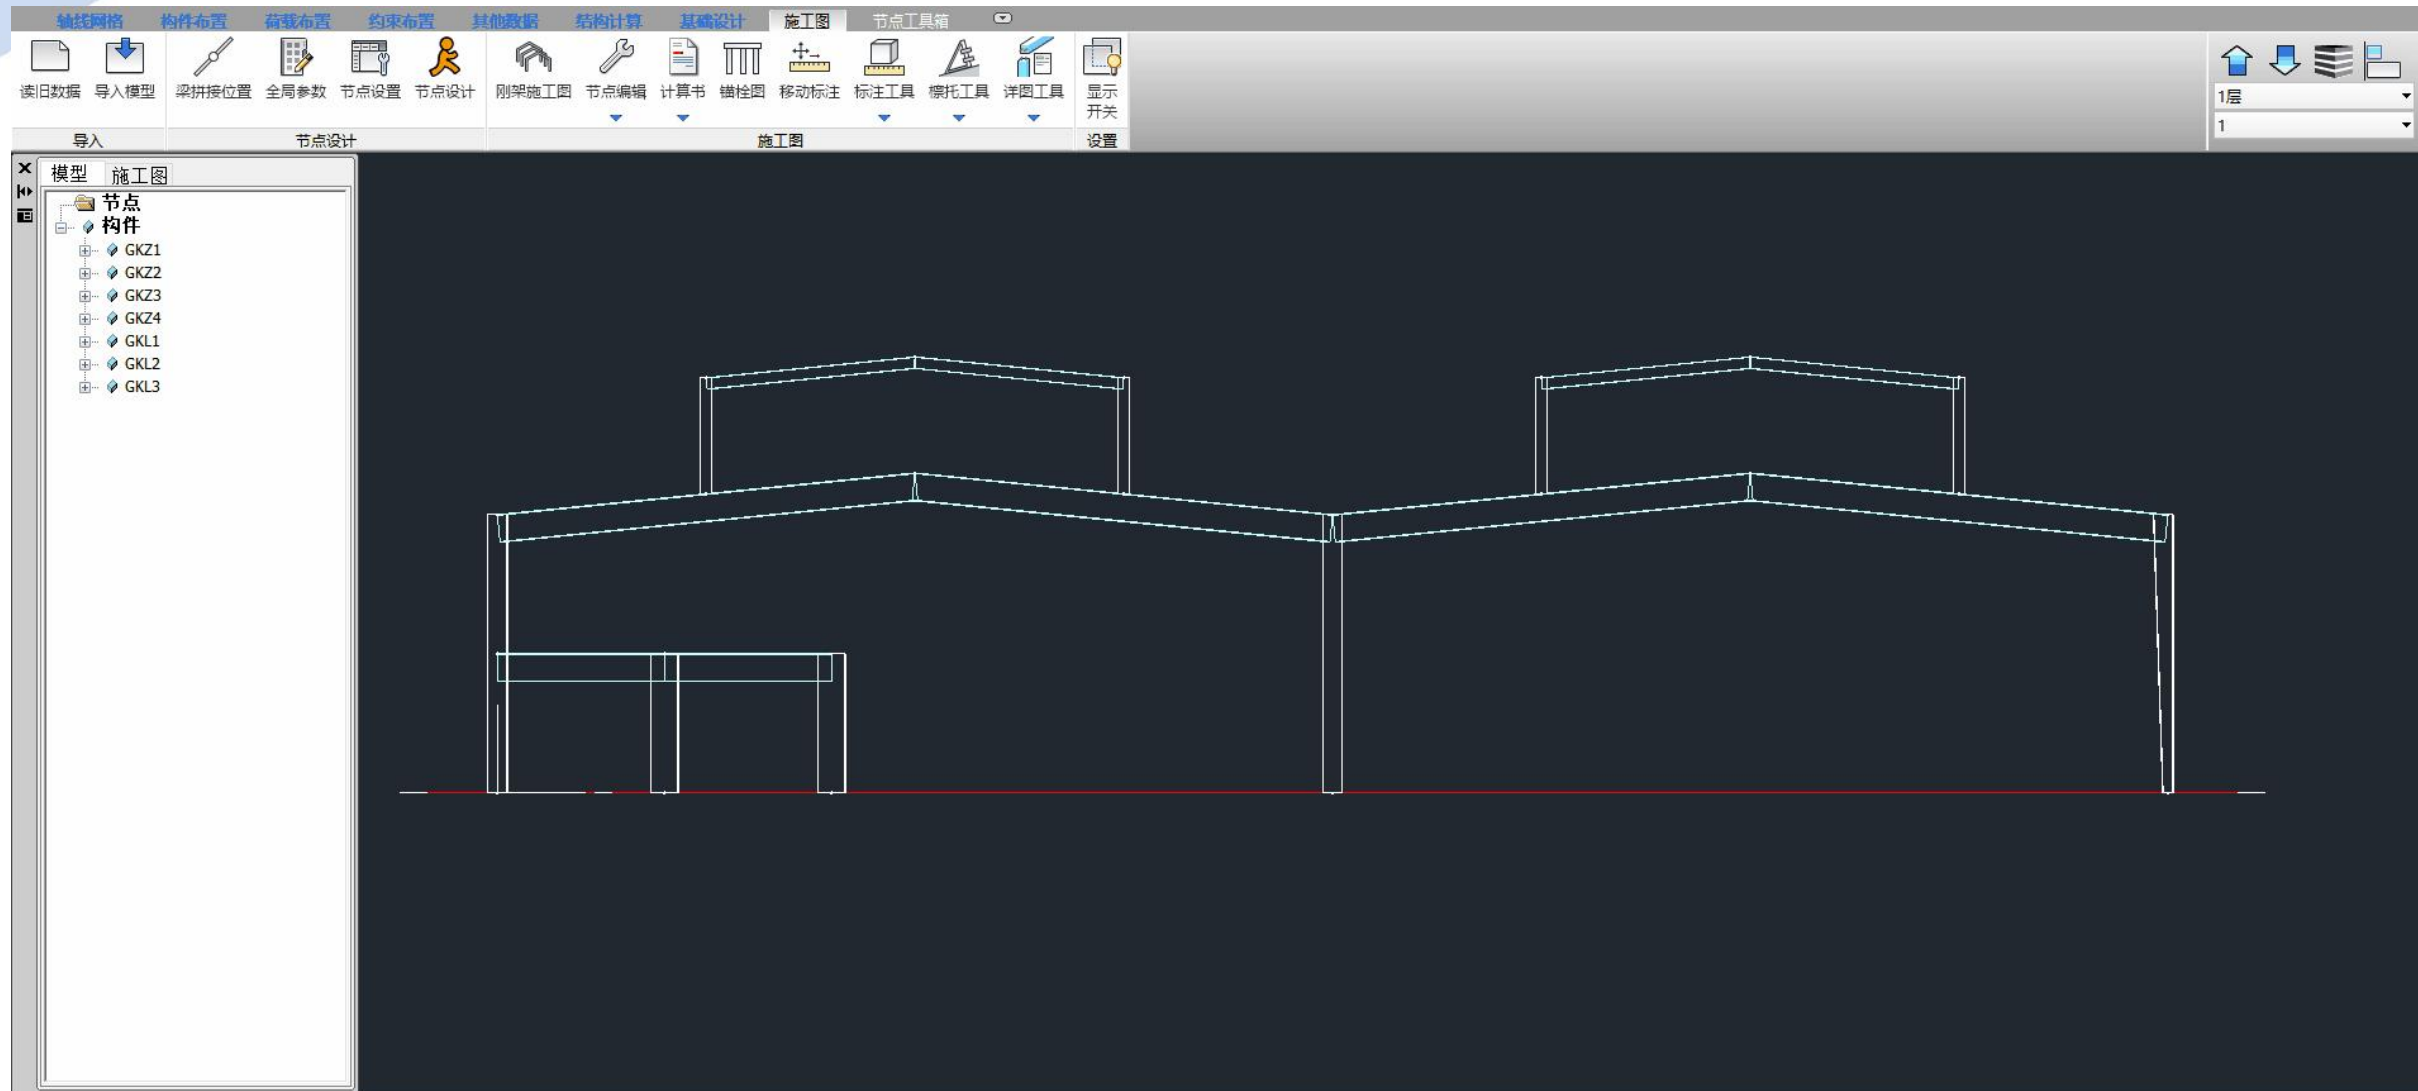 轴线网格 构件布置 荷载布置 约束布置 其他数据 结构计算 基础设计 施工图 节点工具箱
读旧数据 导入模型 梁拼接位置 全局参数 节点设置 节点设计 刚架施工图 节点编辑 计算书 锚栓图 移动标注 标注工具 檩托工具 详图工具 显示
开关
1层
1
导入 节点设计 施工图 设置
模型 施工图
节点
构件
GKZ1
GKZ2
GKZ3
GKZ4
GKL1
GKL2
GKL3